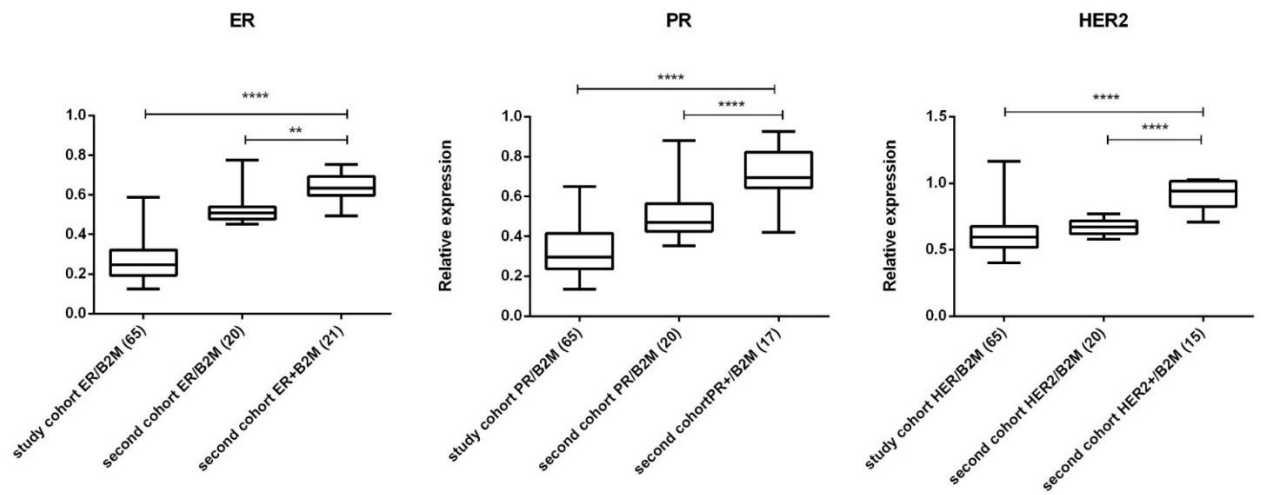 ER
****
**
1.0
0.8
0.6
0.4
0.2
0.0
study cohort ER/B2M (65)
second cohort ER/B2M (20)
second cohort ER+B2M (21)
PR
****
****
Relative expression
1.0
0.8
0.6
0.4
0.2
0.0
study cohort PR/B2M (65)
second cohort PR/B2M (20)
second cohortPR+/B2M (17)
HER2
****
****
Relative expression
1.5
1.0
0.5
0.0
study cohort HER/B2M (65)
second cohort HER2/B2M (20)
second cohort HER2+/B2M (15)